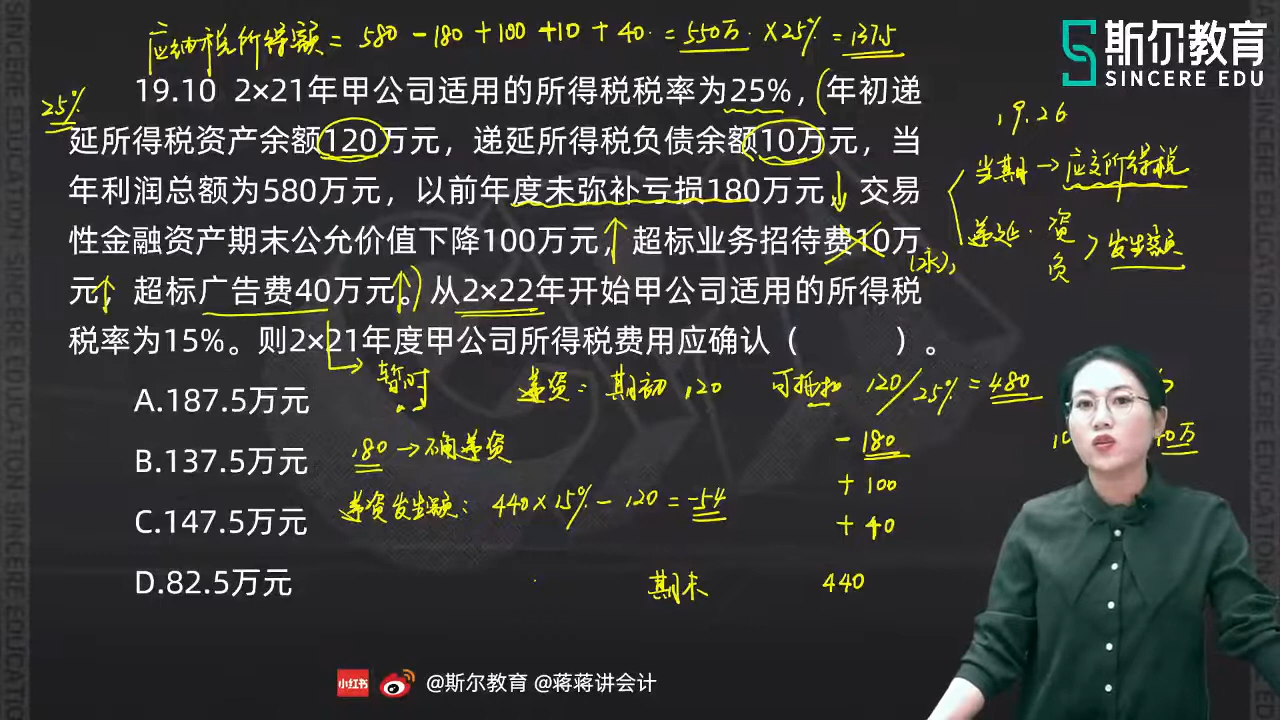 应纳税所得额 = 580 - 180 + 100 + 10 + 40 = 550万 × 25% = 137.5
斯尔教育
SINCERE EDU
25%
19.10 2×21年甲公司适用的所得税税率为25%，年初递
延所得税资产余额120万元，递延所得税负债余额10万元，当
年利润总额为580万元，以前年度未弥补亏损180万元，交易
性金融资产期末公允价值下降100万元，超标业务招待费10万
元，超标广告费40万元。从2×22年开始甲公司适用的所得税
税率为15%。则2×21年度甲公司所得税费用应确认（ ）。
19.26
当期 → 应交所得税
递延 · 资
负
发生额
(永)
暂时
A.187.5万元
B.137.5万元
C.147.5万元
D.82.5万元
递资：期初 120 可抵扣 120/25% = 480
180 → 确递资
- 180
+ 100
+ 40
递资发生额：440×15% - 120 = -54
期末 440
小红书
@斯尔教育 @蒋蒋讲会计
SINCERE EDUCATION